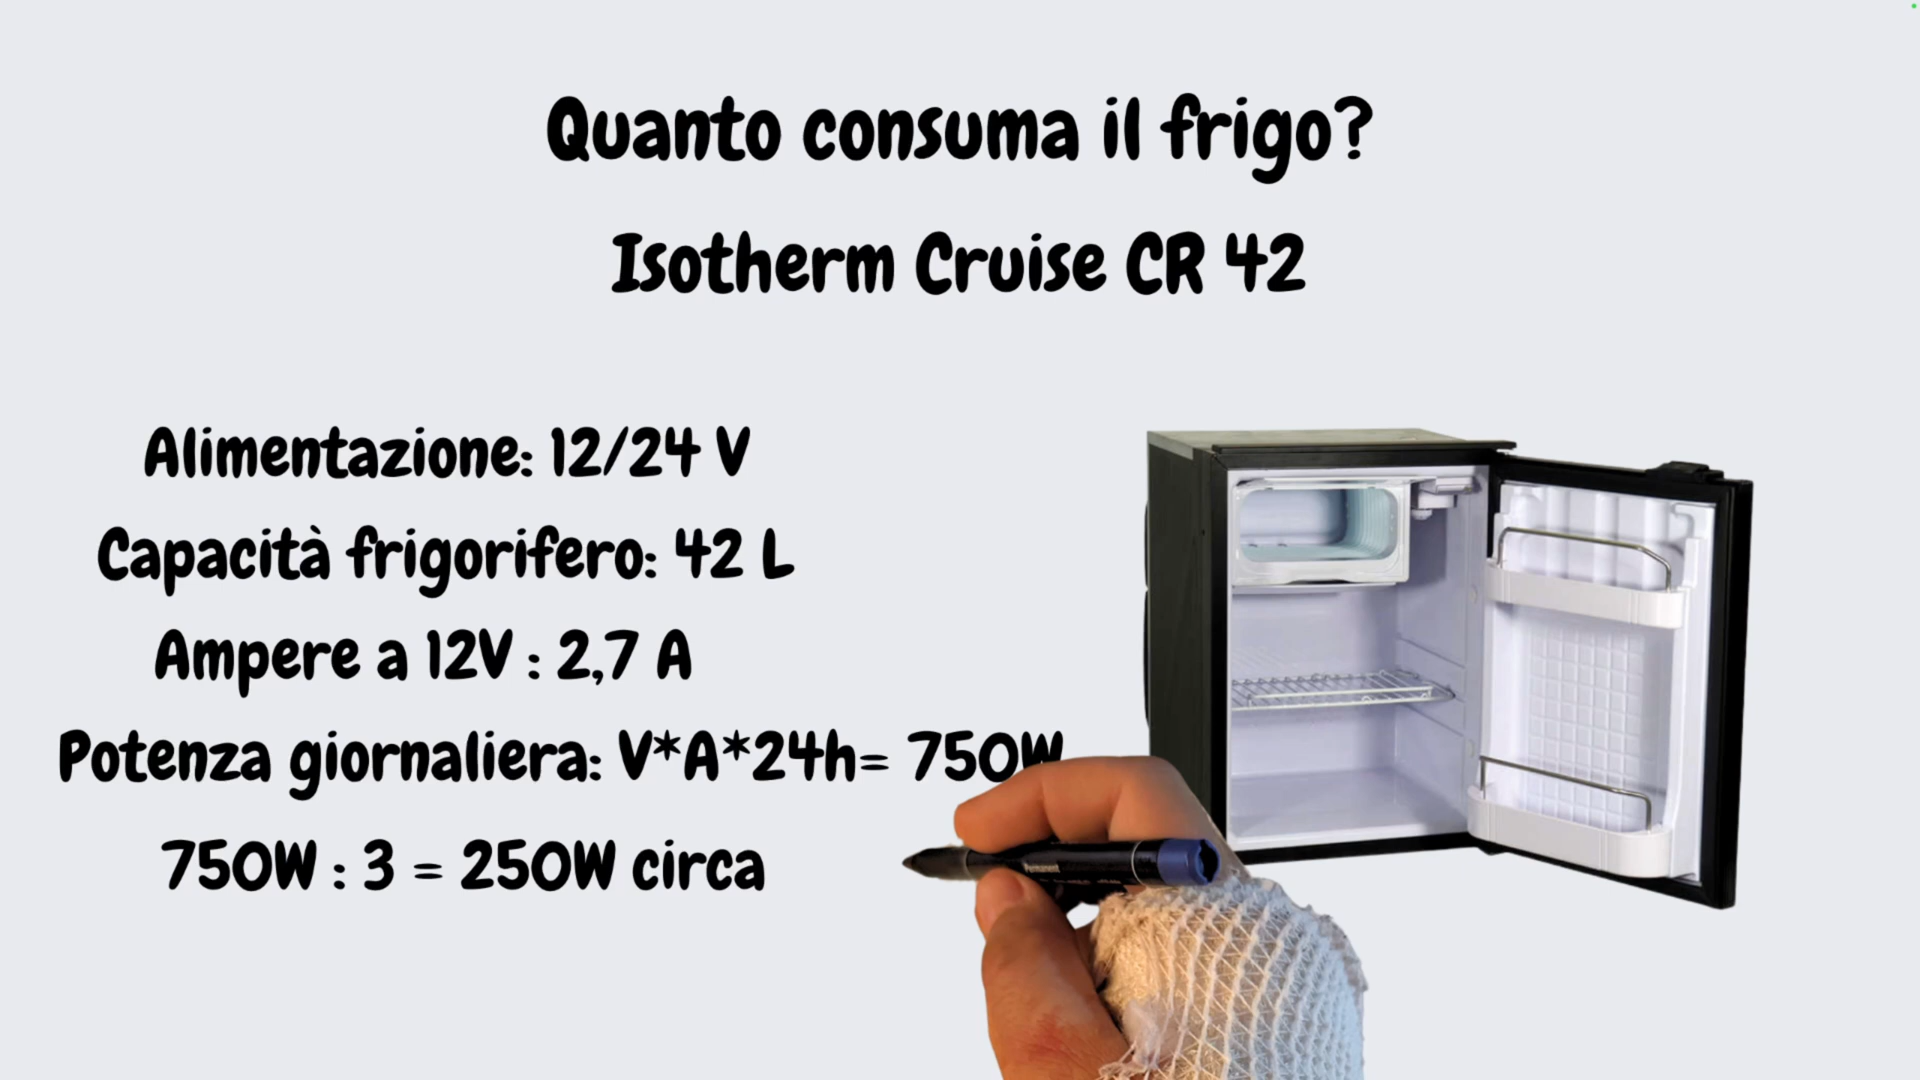 Quanto consuma il frigo?
Isotherm Cruise CR 42
Alimentazione: 12/24 V
Capacità frigorifero: 42 L
Ampere a 12V : 2,7 A
Potenza giornaliera: V*A*24h= 750W
750W : 3 = 250W circa
Permanent